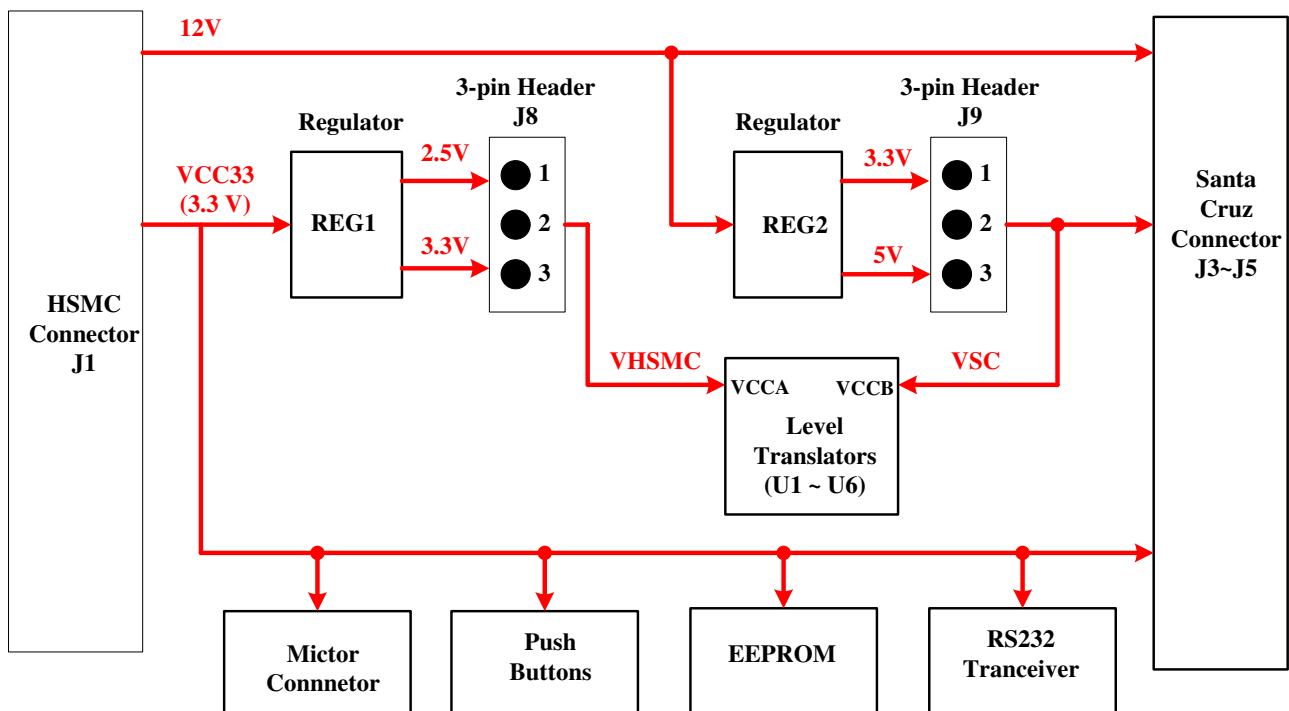 12V
3-pin Header
J8
3-pin Header
J9
Regulator
Regulator
2.5V
3.3V
VCC33
(3.3 V)
1
2
3
1
2
3
REG1
REG2
3.3V
5V
Santa
Cruz
Connector
J3~J5
HSMC
Connector
J1
VHSMC
VSC
VCCA
VCCB
Level
Translators
(U1 ~ U6)
Mictor
Connnetor
Push
Buttons
EEPROM
RS232
Tranceiver